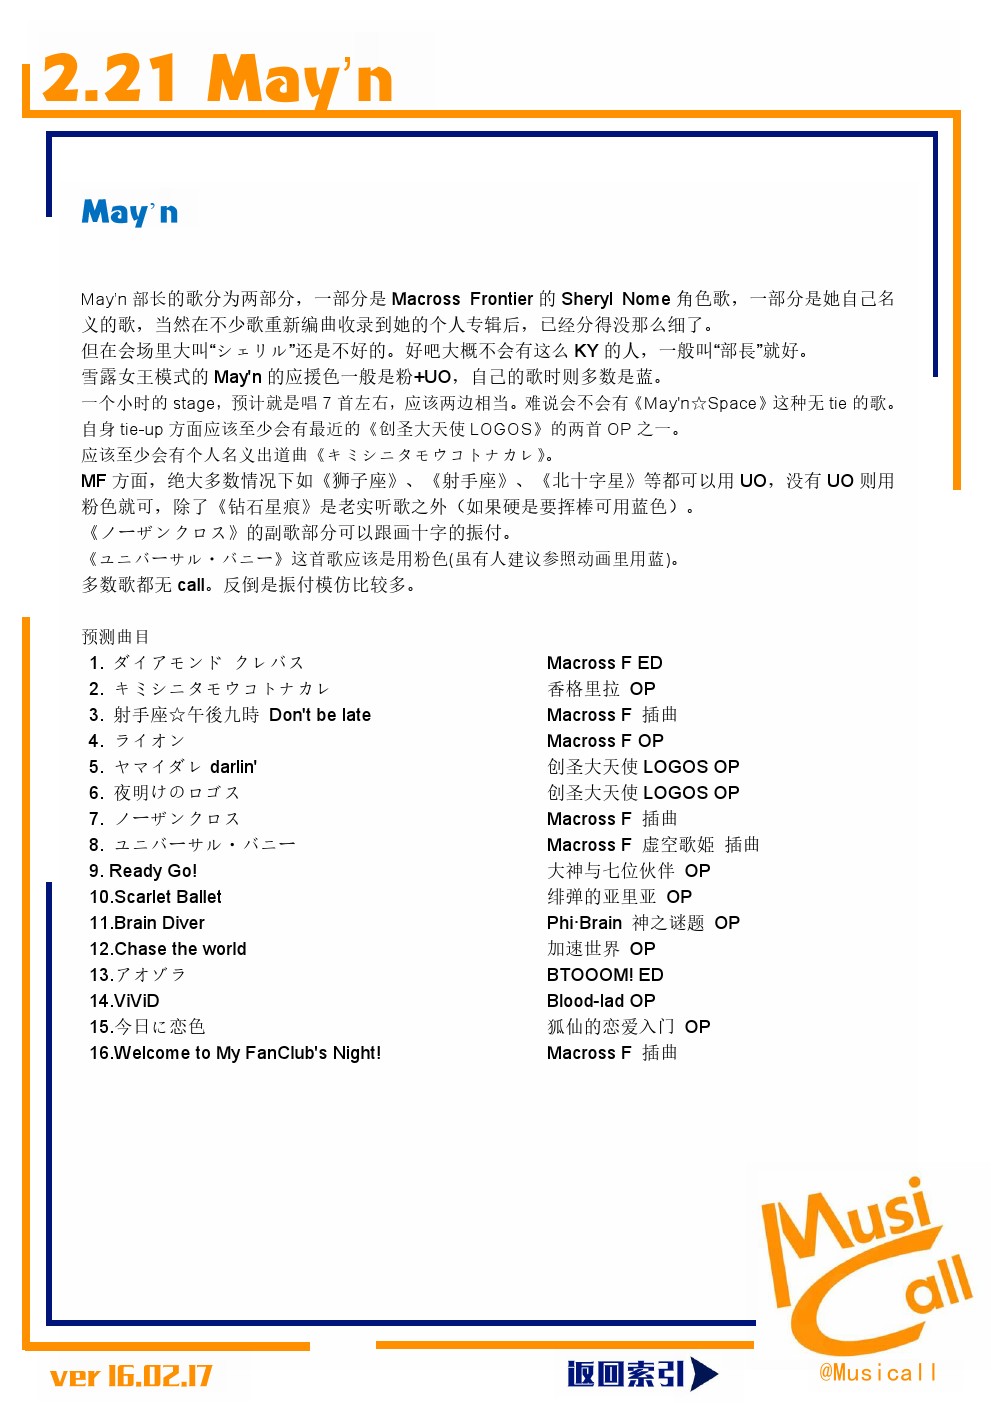 2.21 May'n
May'n
May'n 部长的歌分为两部分，一部分是 Macross Frontier 的 Sheryl Nome 角色歌，一部分是她自己名
义的歌，当然在不少歌重新编曲收录到她的个人专辑后，已经分得没那么细了。
但在会场里大叫“シェリル”还是不好的。好吧大概不会有这么 KY 的人，一般叫“部長”就好。
雪露女王模式的 May'n 的应援色一般是粉+UO，自己的歌时则多数是蓝。
一个小时的 stage，预计就是唱 7 首左右，应该两边相当。难说会不会有《May'n☆Space》这种无 tie 的歌。
自身 tie-up 方面应该至少会有最近的《创圣大天使 LOGOS》的两首 OP 之一。
应该至少会有个人名义出道曲《キミシニタモウコトナカレ》。
MF 方面，绝大多数情况下如《狮子座》、《射手座》、《北十字星》等都可以用 UO，没有 UO 则用
粉色就可，除了《钻石星痕》是老实听歌之外（如果硬是要挥棒可用蓝色）。
《ノーザンクロス》的副歌部分可以跟画十字的振付。
《ユニバーサル・バニー》这首歌应该是用粉色(虽有人建议参照动画里用蓝)。
多数歌都无 call。反倒是振付模仿比较多。
预测曲目
1. ダイアモンド クレバス Macross F ED
2. キミシニタモウコトナカレ 香格里拉 OP
3. 射手座☆午後九時 Don't be late Macross F 插曲
4. ライオン Macross F OP
5. ヤマイダレ darlin' 创圣大天使 LOGOS OP
6. 夜明けのロゴス 创圣大天使 LOGOS OP
7. ノーザンクロス Macross F 插曲
8. ユニバーサル・バニー Macross F 虚空歌姬 插曲
9. Ready Go! 大神与七位伙伴 OP
10.Scarlet Ballet 绯弹的亚里亚 OP
11.Brain Diver Phi·Brain 神之谜题 OP
12.Chase the world 加速世界 OP
13.アオゾラ BTOOOM! ED
14.ViViD Blood-lad OP
15.今日に恋色 狐仙的恋爱入门 OP
16.Welcome to My FanClub's Night! Macross F 插曲
Musi
Call
ver 16.02.17
返回索引
@Musicall